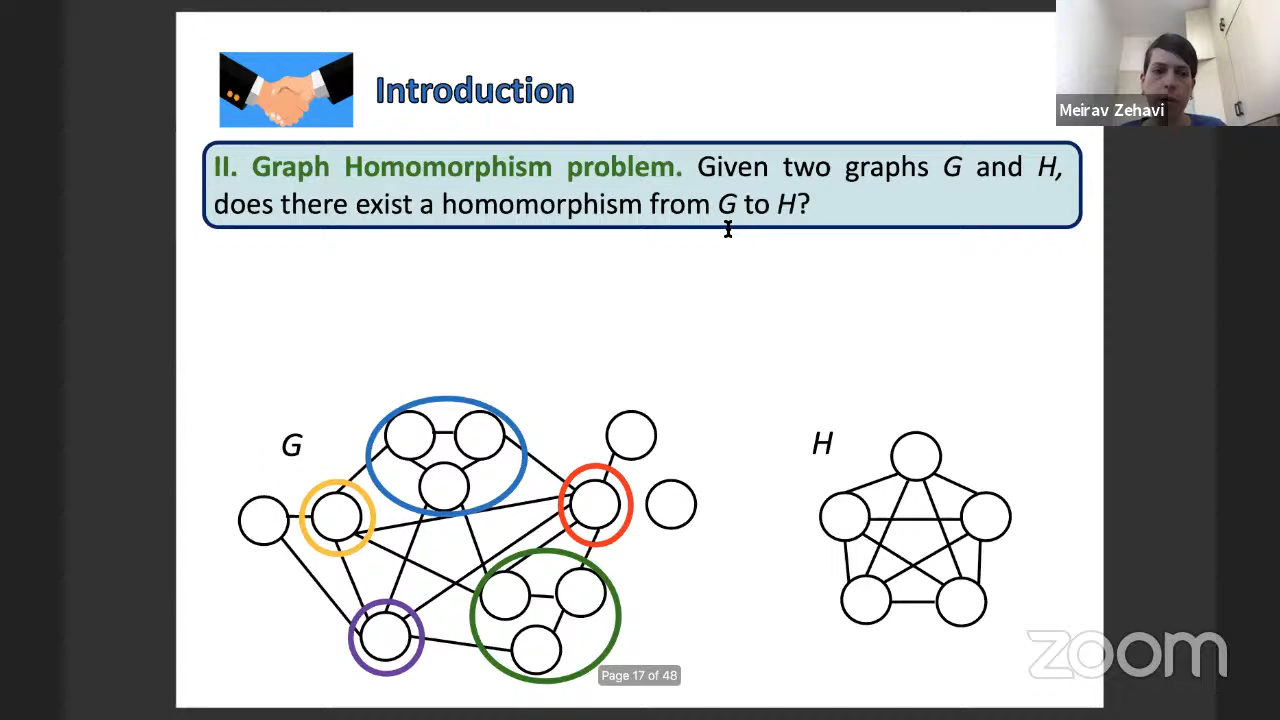 Introduction
Meirav Zehavi
II. Graph Homomorphism problem. Given two graphs G and H,
does there exist a homomorphism from G to H?
G
H
Page 17 of 48
zoom